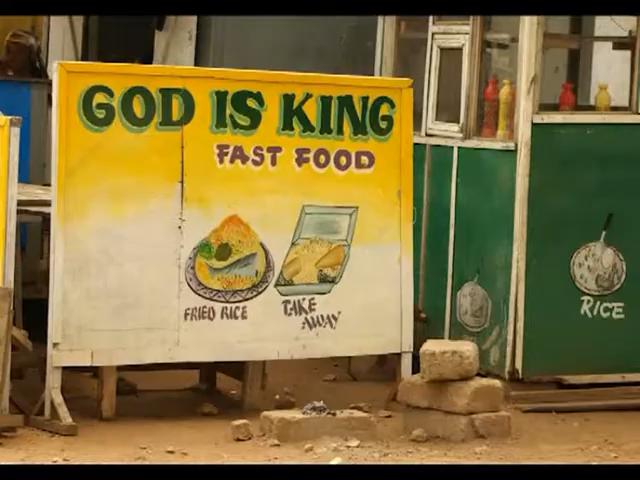 GOD IS KING
FAST FOOD
FRIED RICE
TAKE
AWAY
RICE